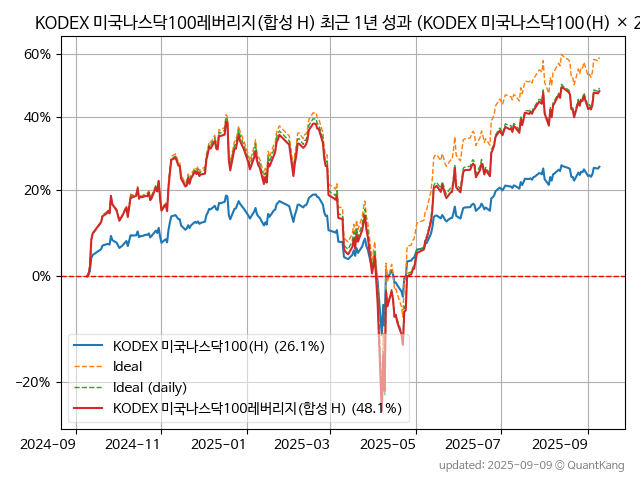 KODEX 미국나스닥100레버리지(합성 H) 최근 1년 성과 (KODEX 미국나스닥100(H) × 2
60%
40%
20%
0%
−20%
KODEX 미국나스닥100(H) (26.1%)
Ideal
Ideal (daily)
KODEX 미국나스닥100레버리지(합성 H) (48.1%)
2024-09 2024-11 2025-01 2025-03 2025-05 2025-07 2025-09
updated: 2025-09-09 © QuantKang